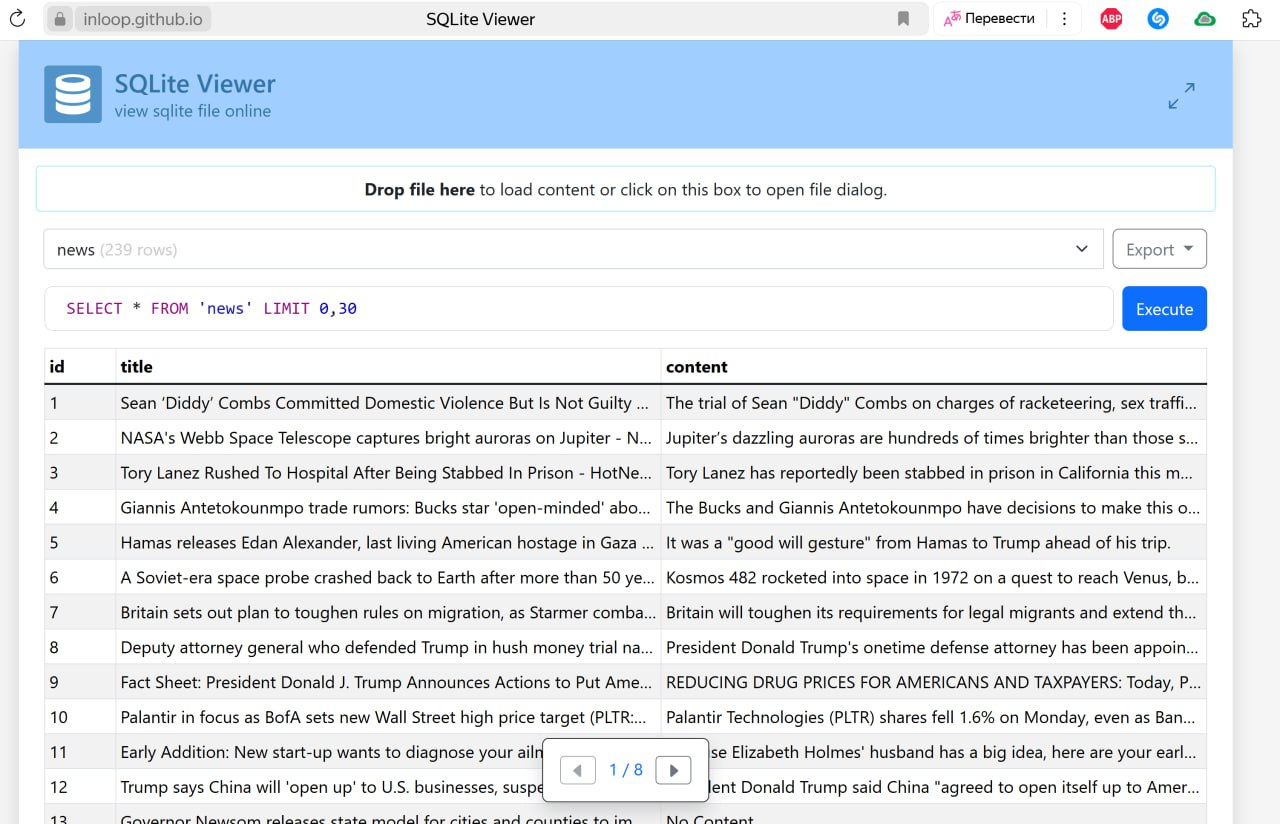 inloop.github.io SQLite Viewer Перевести ABP
SQLite Viewer
view sqlite file online
Drop file here to load content or click on this box to open file dialog.
news (239 rows) Export
SELECT * FROM 'news' LIMIT 0,30 Execute
id title content
1 Sean ‘Diddy’ Combs Committed Domestic Violence But Is Not Guilty ... The trial of Sean "Diddy" Combs on charges of racketeering, sex traffi...
2 NASA's Webb Space Telescope captures bright auroras on Jupiter - N... Jupiter’s dazzling auroras are hundreds of times brighter than those s...
3 Tory Lanez Rushed To Hospital After Being Stabbed In Prison - HotNe... Tory Lanez has reportedly been stabbed in prison in California this m...
4 Giannis Antetokounmpo trade rumors: Bucks star 'open-minded' abo... The Bucks and Giannis Antetokounmpo have decisions to make this o...
5 Hamas releases Edan Alexander, last living American hostage in Gaza ... It was a "good will gesture" from Hamas to Trump ahead of his trip.
6 A Soviet-era space probe crashed back to Earth after more than 50 ye... Kosmos 482 rocketed into space in 1972 on a quest to reach Venus, b...
7 Britain sets out plan to toughen rules on migration, as Starmer comba... Britain will toughen its requirements for legal migrants and extend th...
8 Deputy attorney general who defended Trump in hush money trial na... President Donald Trump's onetime defense attorney has been appoin...
9 Fact Sheet: President Donald J. Trump Announces Actions to Put Ame... REDUCING DRUG PRICES FOR AMERICANS AND TAXPAYERS: Today, P...
10 Palantir in focus as BofA sets new Wall Street high price target (PLTR:... Palantir Technologies (PLTR) shares fell 1.6% on Monday, even as Ban...
11 Early Addition: New start-up wants to diagnose your ailm Elizabeth Holmes' husband has a big idea, here are your earl...
12 Trump says China will 'open up' to U.S. businesses, suspe Donald Trump said China "agreed to open itself up to Amer...
1 / 8
13 Governor Newsom releases state model for cities and counties to im... No Content